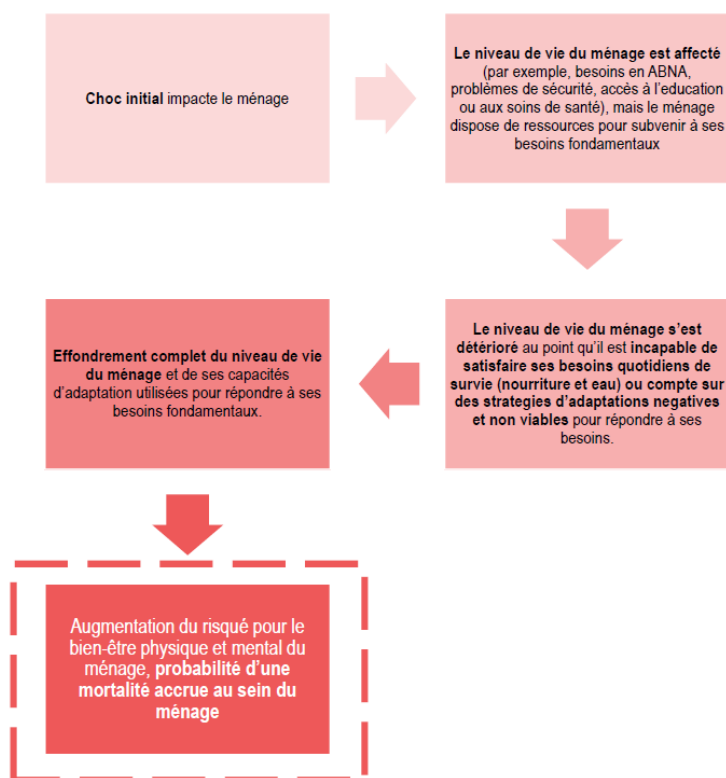 Choc initial impacte le ménage
Le niveau de vie du ménage est affecté
(par exemple, besoins en ABNA,
problèmes de sécurité, accès à l'education
ou aux soins de santé), mais le ménage
dispose de ressources pour subvenir à ses
besoins fondamentaux
Le niveau de vie du ménage s'est
détérioré au point qu'il est incapable de
satisfaire ses besoins quotidiens de
survie (nourriture et eau) ou compte sur
des strategies d'adaptations negatives
et non viables pour répondre à ses
besoins.
Effondrement complet du niveau de vie
du ménage et de ses capacités
d'adaptation utilisées pour répondre à ses
besoins fondamentaux.
Augmentation du risqué pour le
bien-être physique et mental du
ménage, probabilité d'une
mortalité accrue au sein du
ménage